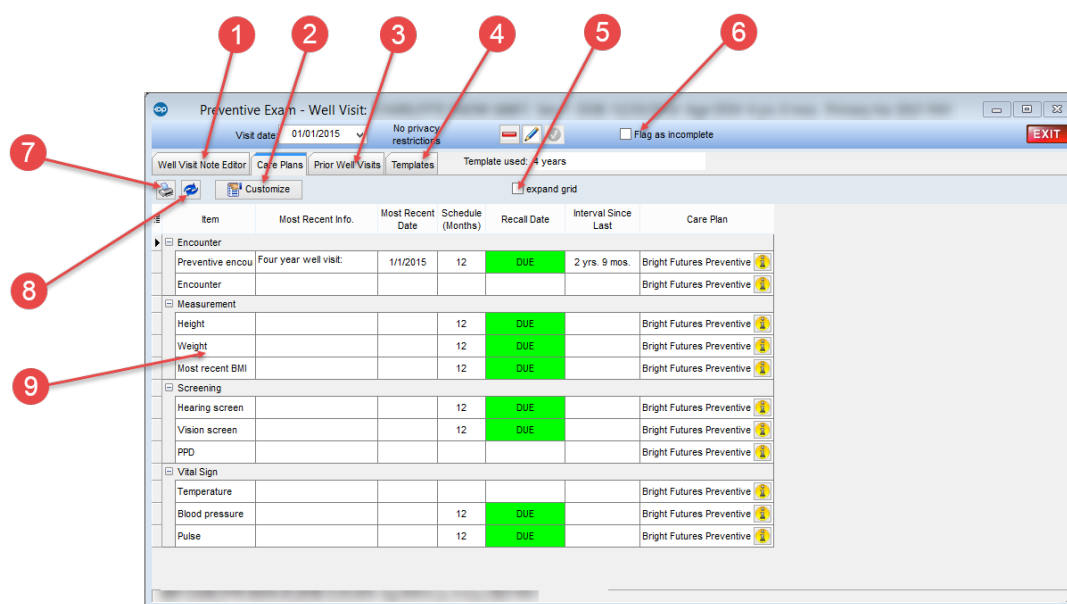 1 2 3 4 5 6
7
8
9
op Preventive Exam - Well Visit:
Visit date: 01/01/2015 No privacy restrictions Flag as incomplete EXIT
Well Visit Note Editor Care Plans Prior Well Visits Templates Template used: 4 years
Customize expand grid
Item Most Recent Info. Most Recent Date Schedule (Months) Recall Date Interval Since Last Care Plan
Encounter
Preventive encou Four year well visit: 1/1/2015 12 DUE 2 yrs. 9 mos. Bright Futures Preventive
Encounter Bright Futures Preventive
Measurement
Height 12 DUE Bright Futures Preventive
Weight 12 DUE Bright Futures Preventive
Most recent BMI 12 DUE Bright Futures Preventive
Screening
Hearing screen 12 DUE Bright Futures Preventive
Vision screen 12 DUE Bright Futures Preventive
PPD Bright Futures Preventive
Vital Sign
Temperature Bright Futures Preventive
Blood pressure 12 DUE Bright Futures Preventive
Pulse 12 DUE Bright Futures Preventive